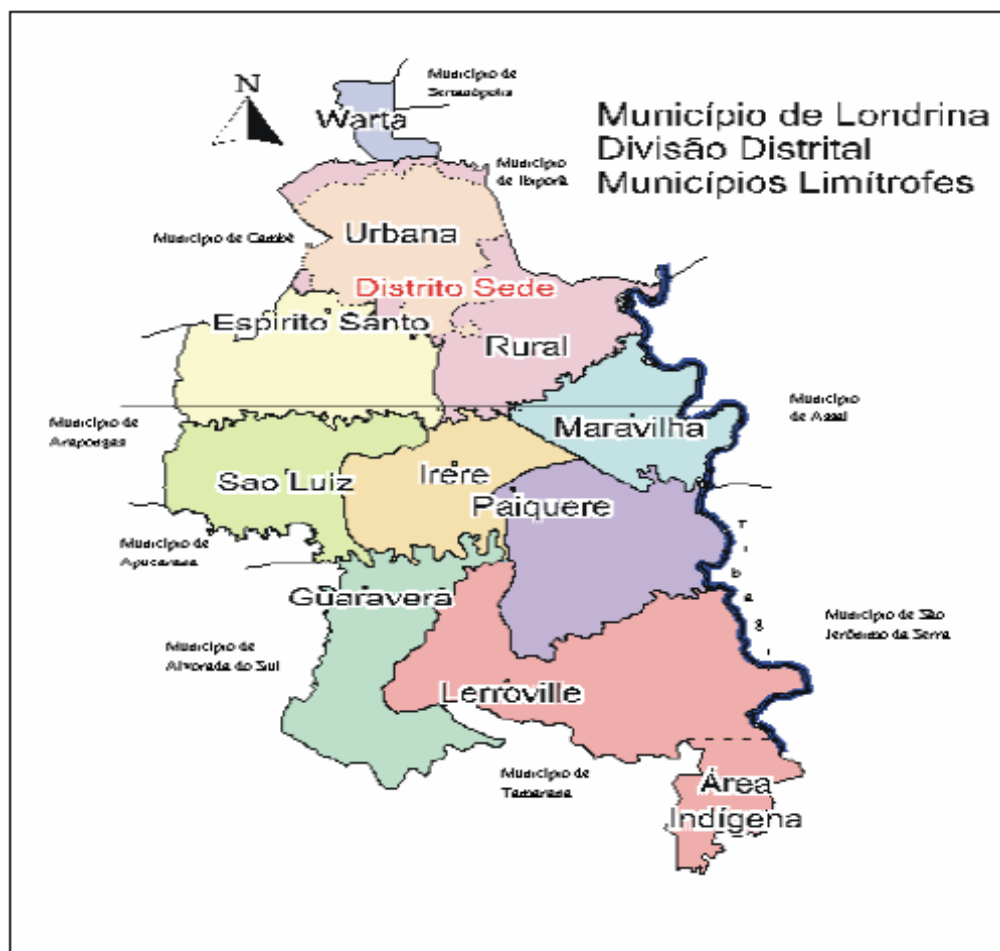 N
Município de
Sertanópolis
Warta
Município de Londrina
Divisão Distrital
Municípios Limítrofes
Município
de Ibiporã
Município de Cambé
Urbana
Distrito Sede
Espirito Santo
Rural
Município
de Assaí
Município de
Arapongas
Maravilha
Sao Luiz
Irere
Paiquere
Município de
Apucarana
Tibagi
Guaravera
Município de São
Jerônimo da Serra
Município de
Alvorada do Sul
Lerroville
Município de
Tamarana
Área
Indígena